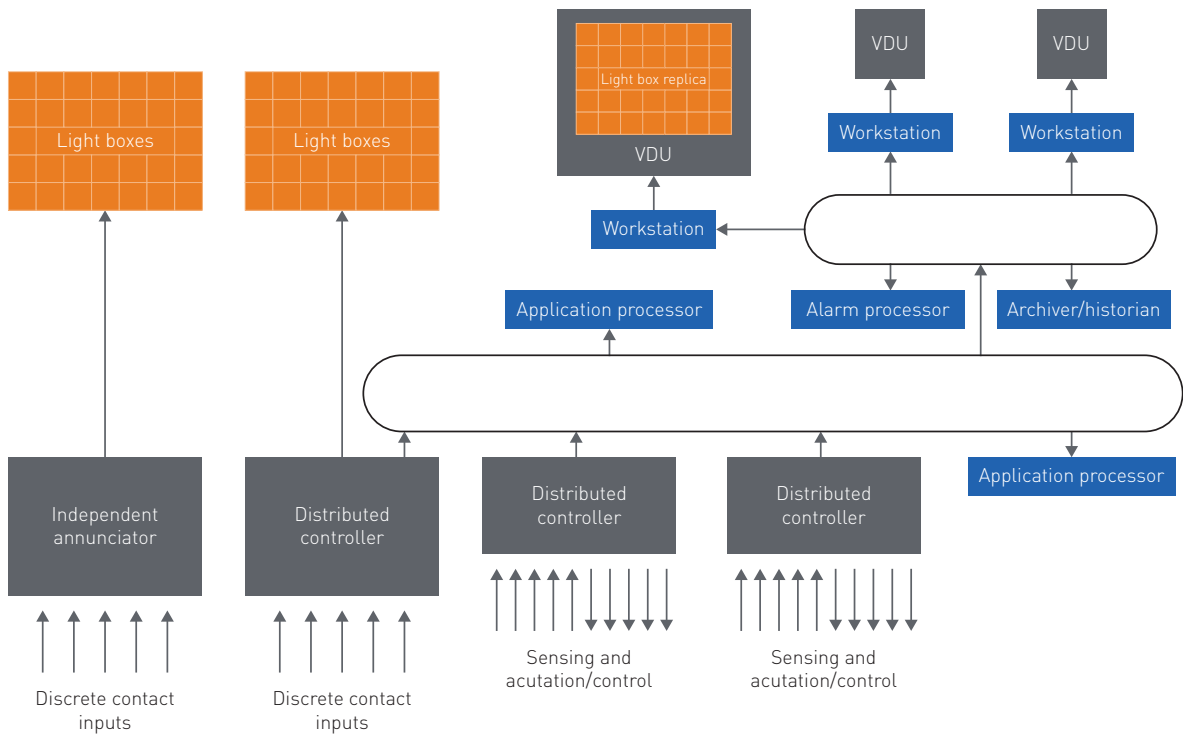 VDU
VDU
Light box replica
Light boxes
Light boxes
Workstation
Workstation
VDU
Workstation
Application processor
Alarm processor
Archiver/historian
Application processor
Independent
annunciator
Distributed
controller
Distributed
controller
Distributed
controller
Discrete contact
inputs
Discrete contact
inputs
Sensing and
acutation/control
Sensing and
acutation/control